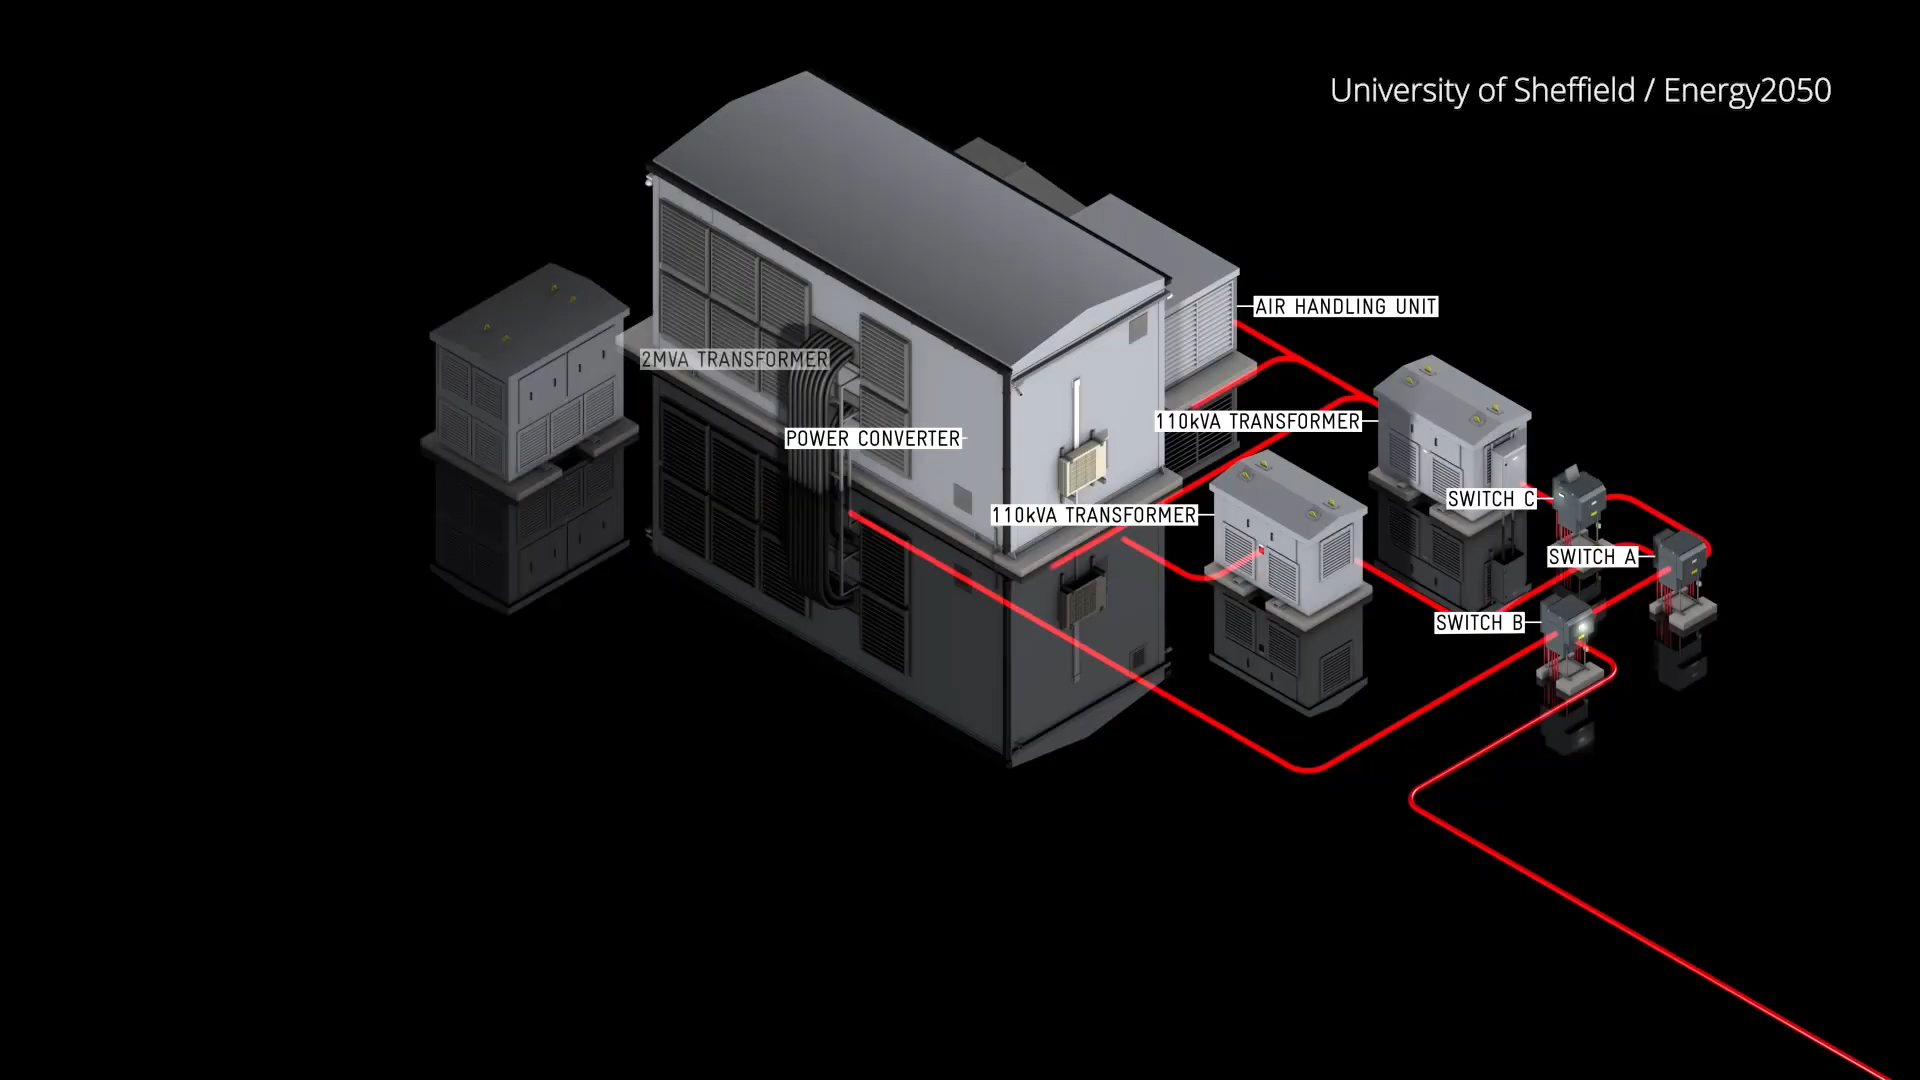 University of Sheffield / Energy2050
AIR HANDLING UNIT
2MVA TRANSFORMER
110kVA TRANSFORMER
POWER CONVERTER
SWITCH C
110kVA TRANSFORMER
SWITCH A
SWITCH B